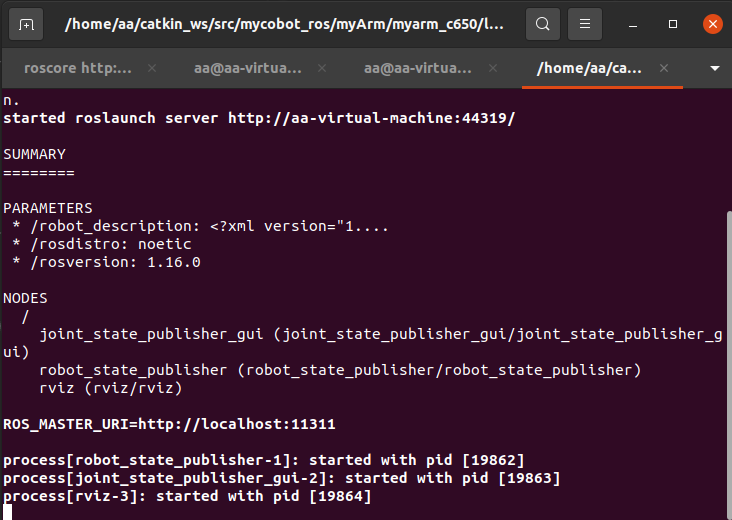 /home/aa/catkin_ws/src/mycobot_ros/myArm/myarm_c650/l...
roscore http:...
aa@aa-virtua...
aa@aa-virtua...
/home/aa/ca...
n.
started roslaunch server http://aa-virtual-machine:44319/
SUMMARY
========
PARAMETERS
 * /robot_description: <?xml version="1....
 * /rosdistro: noetic
 * /rosversion: 1.16.0
NODES
  /
    joint_state_publisher_gui (joint_state_publisher_gui/joint_state_publisher_g
ui)
    robot_state_publisher (robot_state_publisher/robot_state_publisher)
    rviz (rviz/rviz)
ROS_MASTER_URI=http://localhost:11311
process[robot_state_publisher-1]: started with pid [19862]
process[joint_state_publisher_gui-2]: started with pid [19863]
process[rviz-3]: started with pid [19864]